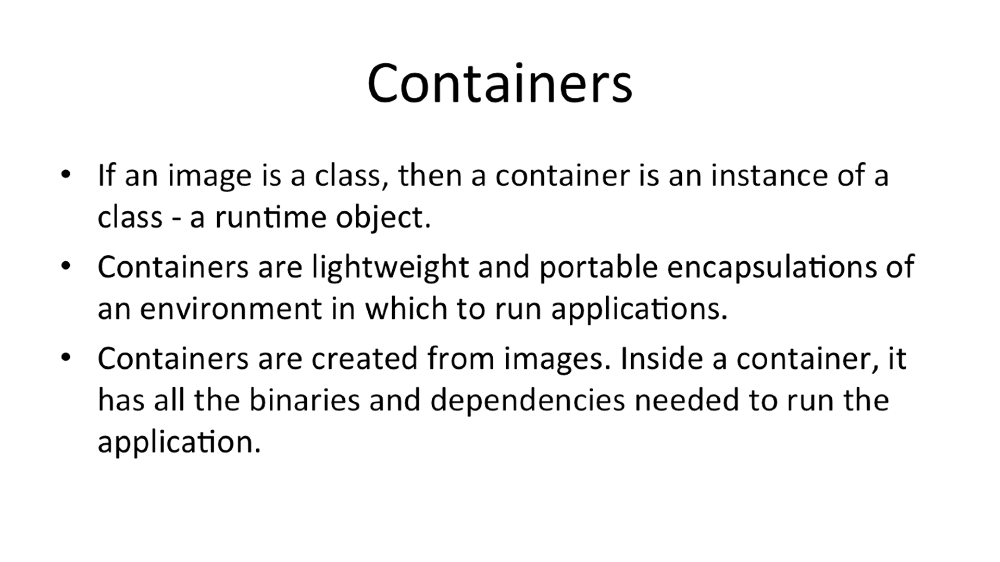 Containers
• If an image is a class, then a container is an instance of a
class - a runtime object.
• Containers are lightweight and portable encapsulations of
an environment in which to run applications.
• Containers are created from images. Inside a container, it
has all the binaries and dependencies needed to run the
application.